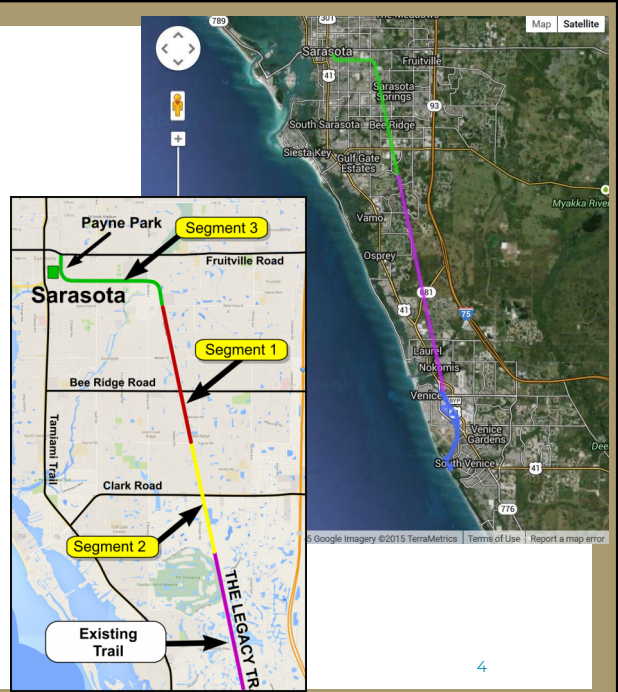 Map Satellite
789
301
The Meadows
Sarasota
Fruitville
41
Sarasota
Springs
93
South Sarasota
Bee Ridge
Siesta Key
Gulf Gate
Estates
Myakka River
Vamo
Osprey
681
41
75
Laurel
Nokomis
Venice
BYP
Venice
Gardens
South Venice
41
776
Google Imagery ©2015 TerraMetrics Terms of Use Report a map error
Payne Park
Segment 3
Fruitville Road
Sarasota
Segment 1
Bee Ridge Road
Tamiami Trail
Clark Road
Segment 2
THE LEGACY TR
Existing
Trail
4